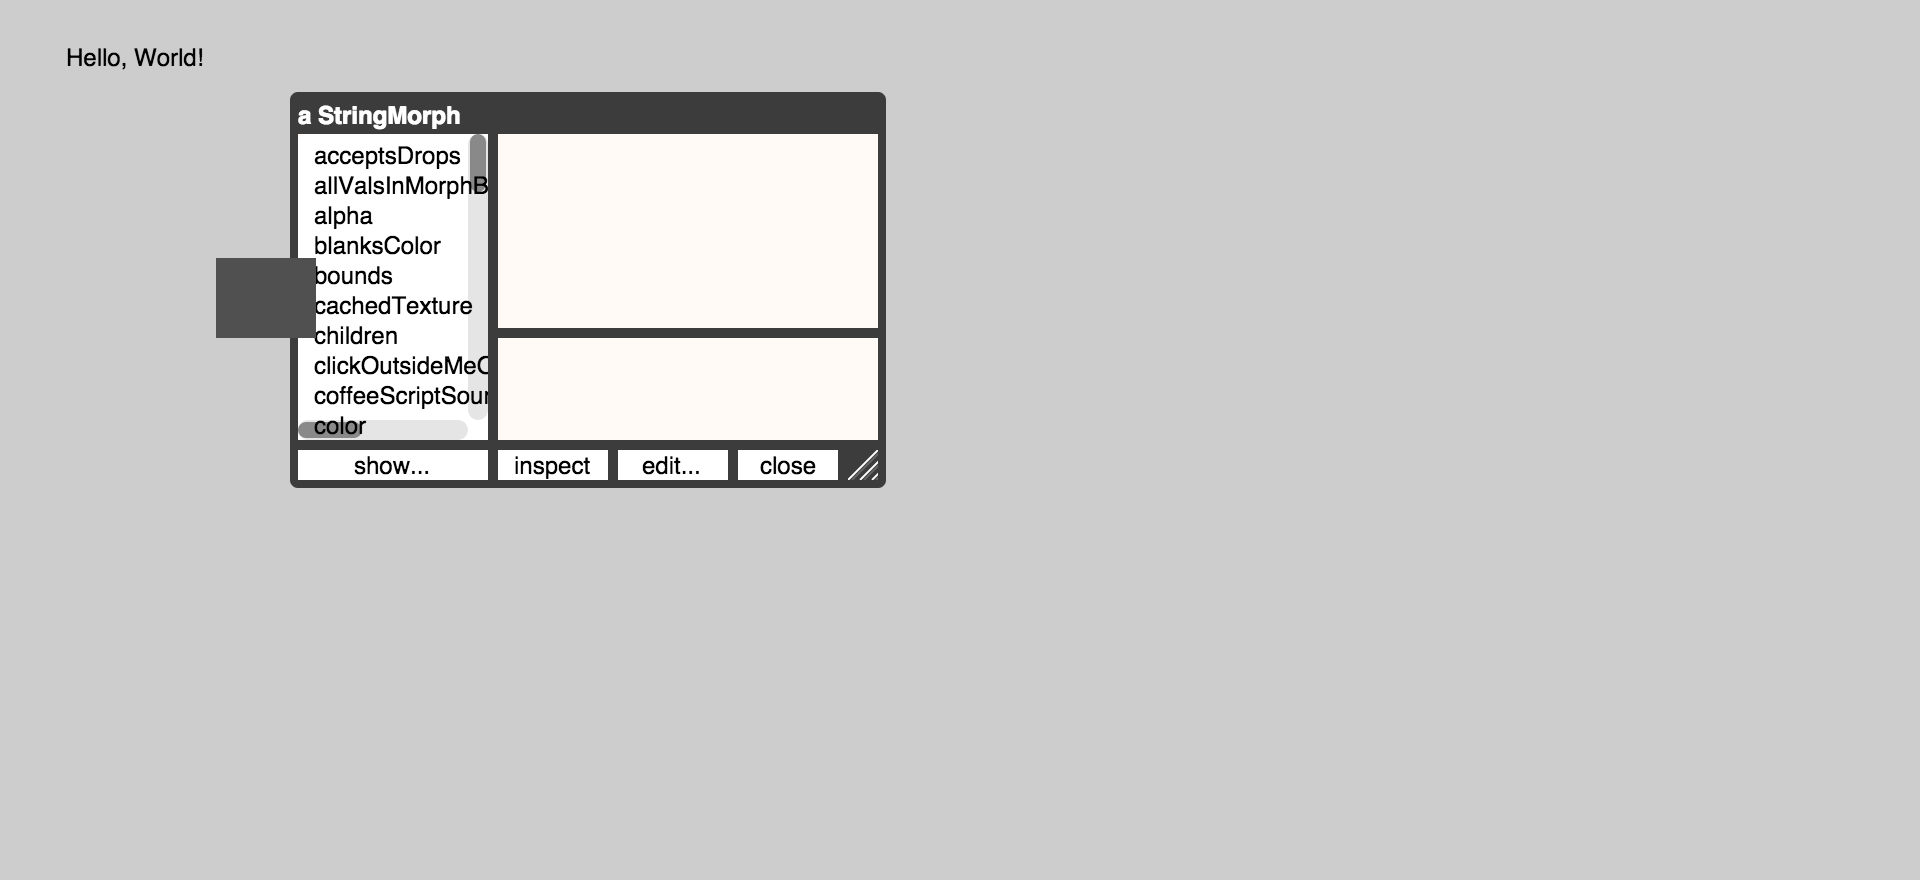 Hello, World!
a StringMorph
acceptsDrops
allValsInMorphB
alpha
blanksColor
bounds
cachedTexture
children
clickOutsideMeC
coffeeScriptSour
color
show...
inspect
edit...
close